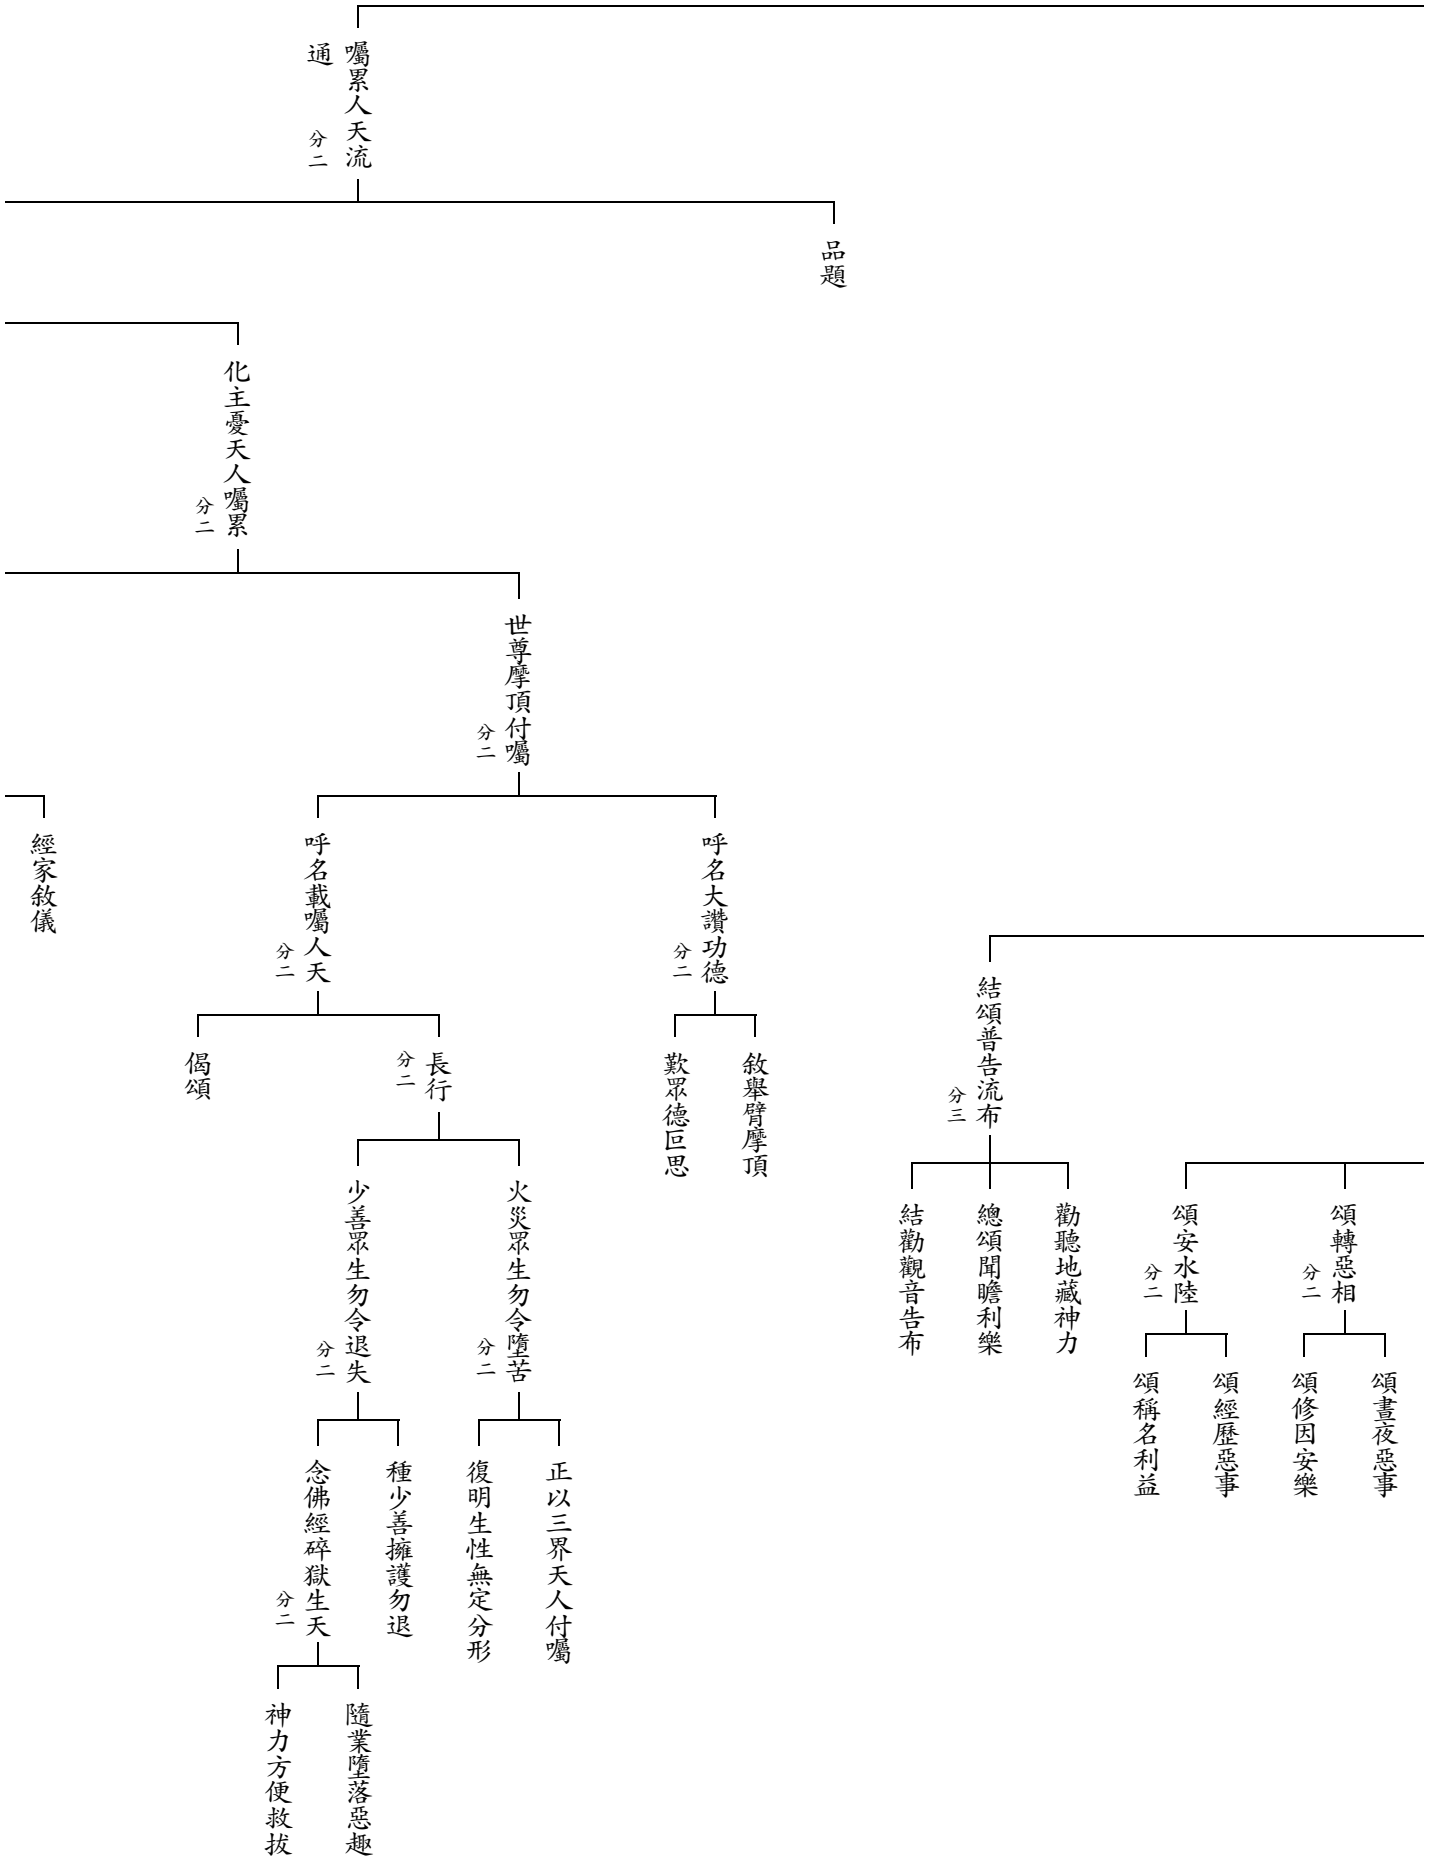 頌晝夜惡事
頌轉惡相
分二
頌修因安樂
頌經歷惡事
頌安水陸
分二
頌稱名利益
勸聽地藏神力
結頌普告流布
分三
總頌聞瞻利樂
結勸觀音告布
囑累人天流
通
分二
品題
化主憂天人囑累
分二
世尊摩頂付囑
分二
呼名大讚功德
分二
敘舉臂摩頂
歎眾德叵思
呼名載囑人天
分二
長行
分二
火災眾生勿令墮苦
分二
正以三界天人付囑
復明生性無定分形
少善眾生勿令退失
分二
種少善擁護勿退
念佛經碎獄生天
分二
隨業墮落惡趣
神力方便救拔
偈頌
經家敘儀